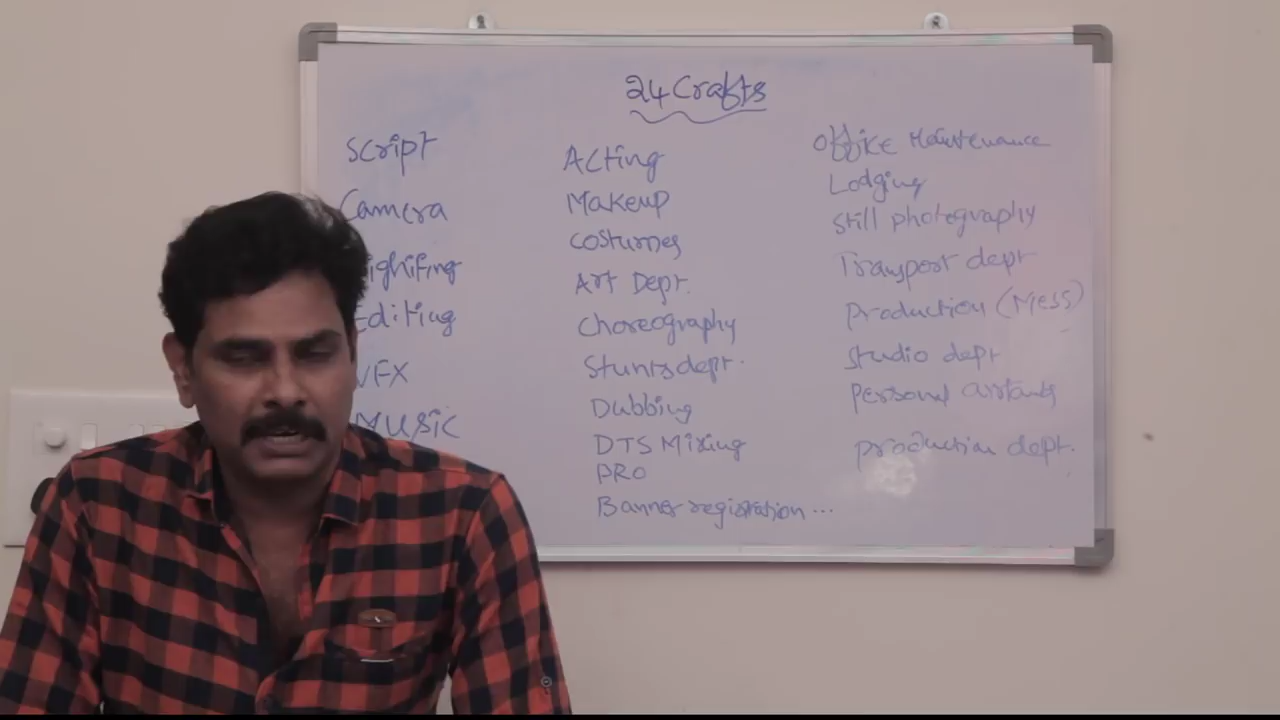 24 Crafts
Script
Camera
Lighting
Editing
VFX
MUSIC
Acting
Makeup
Costumes
Art Dept.
Choreography
Stunts dept.
Dubbing
DTS Mixing
PRO
Banner registration ...
Office Maintenance
Lodging
Still photography
Transport dept
Production (Mess)
Studio dept
Personal
production dept.